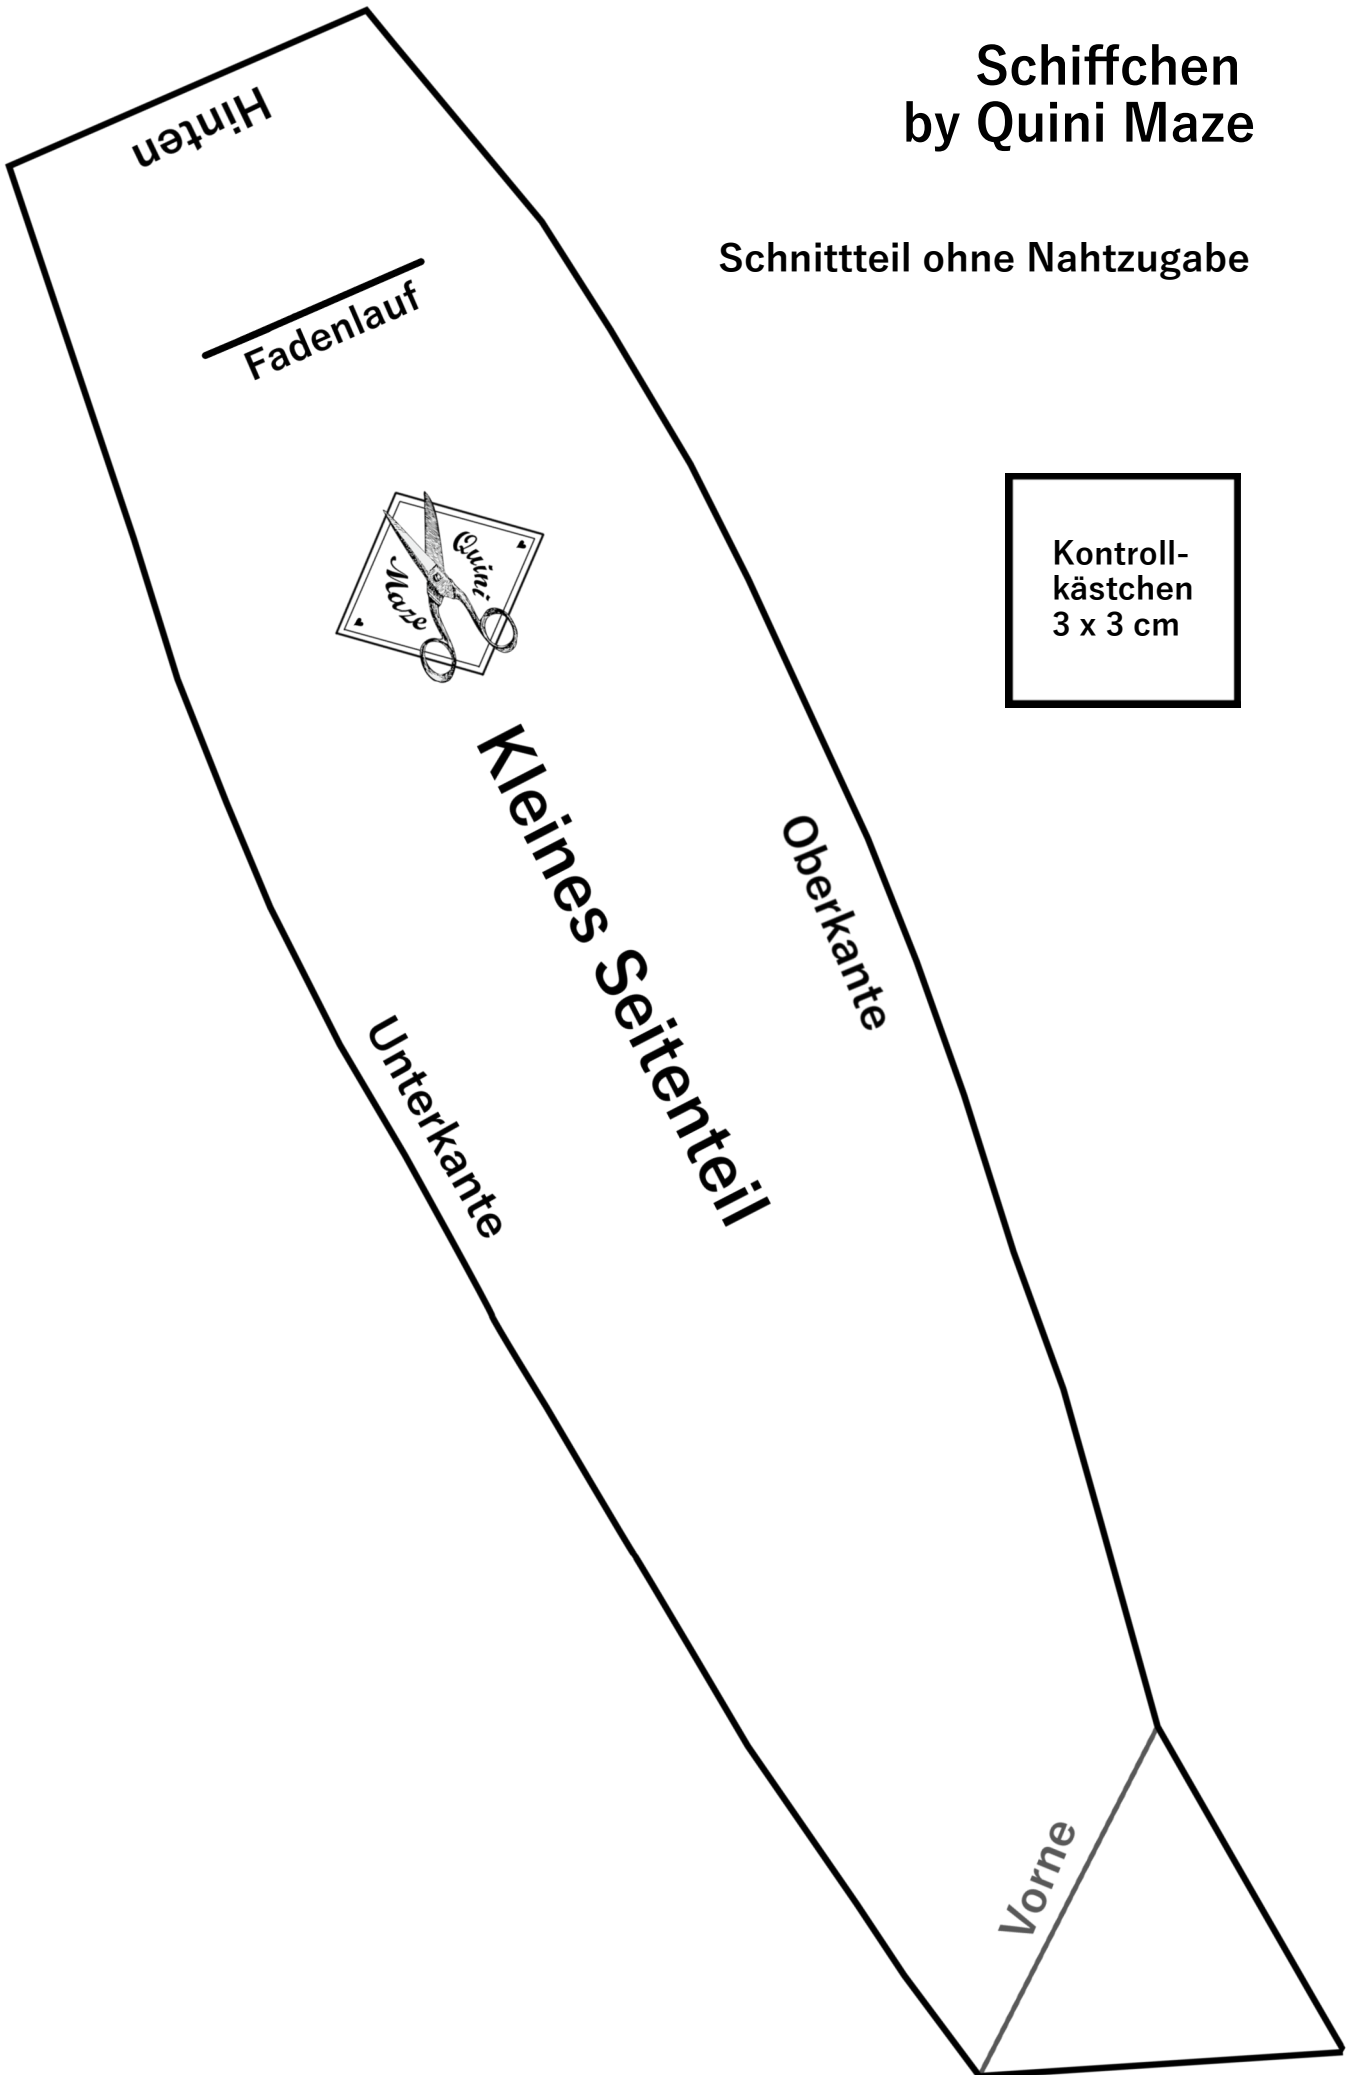 Schiffchen
by Quini Maze
Schnittteil ohne Nahtzugabe
Hinten
Fadenlauf
Quini
Maze
Kontroll-
kästchen
3 x 3 cm
Kleines Seitenteil
Oberkante
Unterkante
Vorne